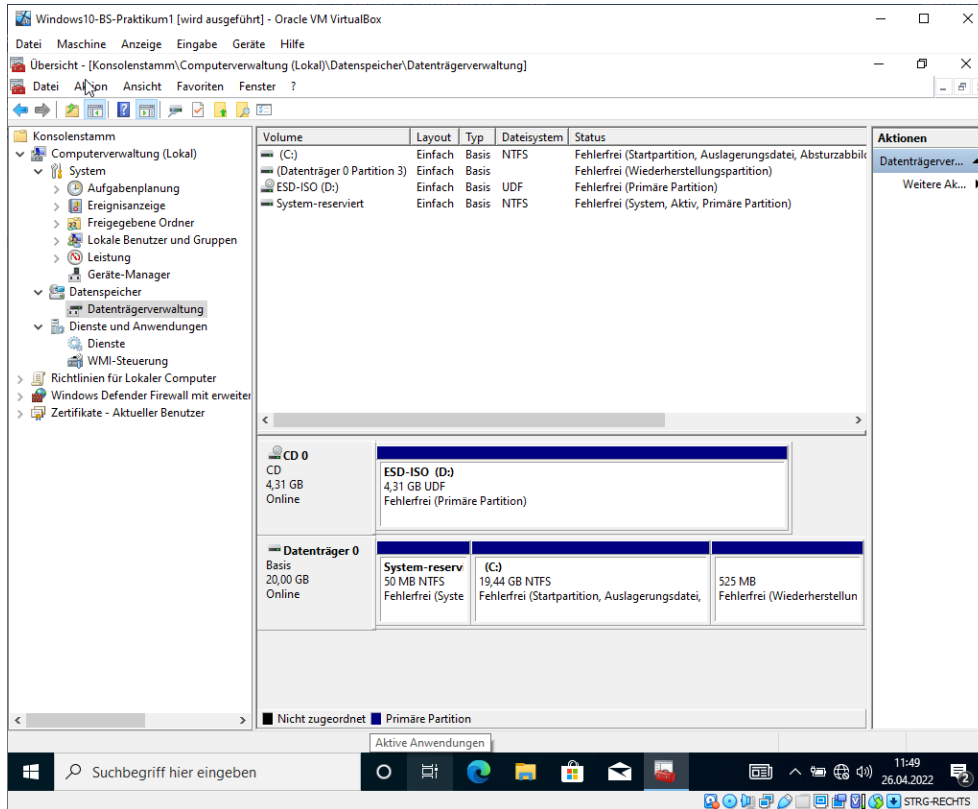 Windows10-BS-Praktikum1 [wird ausgeführt] - Oracle VM VirtualBox
Datei Maschine Anzeige Eingabe Geräte Hilfe
Übersicht - [Konsolenstamm\Computerverwaltung (Lokal)\Datenspeicher\Datenträgerverwaltung]
Datei Aktion Ansicht Favoriten Fenster ?
Konsolenstamm
Computerverwaltung (Lokal)
System
Aufgabenplanung
Ereignisanzeige
Freigegebene Ordner
Lokale Benutzer und Gruppen
Leistung
Geräte-Manager
Datenspeicher
Datenträgerverwaltung
Dienste und Anwendungen
Dienste
WMI-Steuerung
Richtlinien für Lokaler Computer
Windows Defender Firewall mit erweiter
Zertifikate - Aktueller Benutzer
Volume Layout Typ Dateisystem Status
(C:) Einfach Basis NTFS Fehlerfrei (Startpartition, Auslagerungsdatei, Absturzabbild
(Datenträger 0 Partition 3) Einfach Basis Fehlerfrei (Wiederherstellungspartition)
ESD-ISO (D:) Einfach Basis UDF Fehlerfrei (Primäre Partition)
System-reserviert Einfach Basis NTFS Fehlerfrei (System, Aktiv, Primäre Partition)
CD 0
CD
4,31 GB
Online
ESD-ISO (D:)
4,31 GB UDF
Fehlerfrei (Primäre Partition)
Datenträger 0
Basis
20,00 GB
Online
System-reserv
50 MB NTFS
Fehlerfrei (Syste
(C:)
19,44 GB NTFS
Fehlerfrei (Startpartition, Auslagerungsdatei,
525 MB
Fehlerfrei (Wiederherstellun
Nicht zugeordnet Primäre Partition
Aktionen
Datenträgerver...
Weitere Ak...
Aktive Anwendungen
Suchbegriff hier eingeben
11:49
26.04.2022
2
STRG-RECHTS